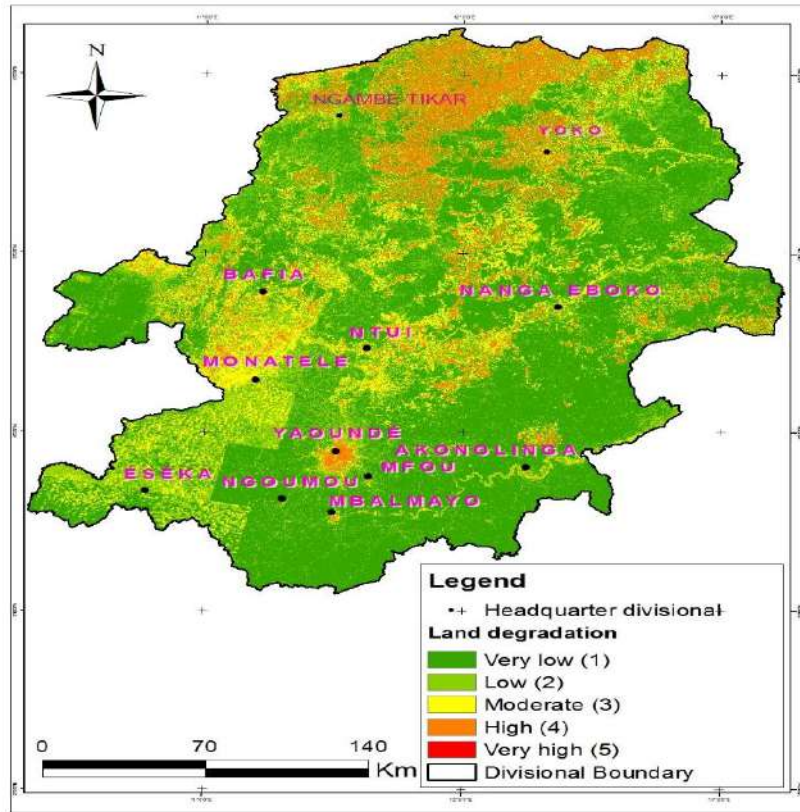 N
NGAMBE TIKAR
YOKO
BAFIA
NANGA EBOKO
NTUI
MONATELE
YAOUNDE
AKONOLINGA
MFOU
ESEKA
NGOUMOU
MBALMAYO
Legend
Headquarter divisional
Land degradation
Very low (1)
Low (2)
Moderate (3)
High (4)
Very high (5)
Divisional Boundary
0 70 140
Km